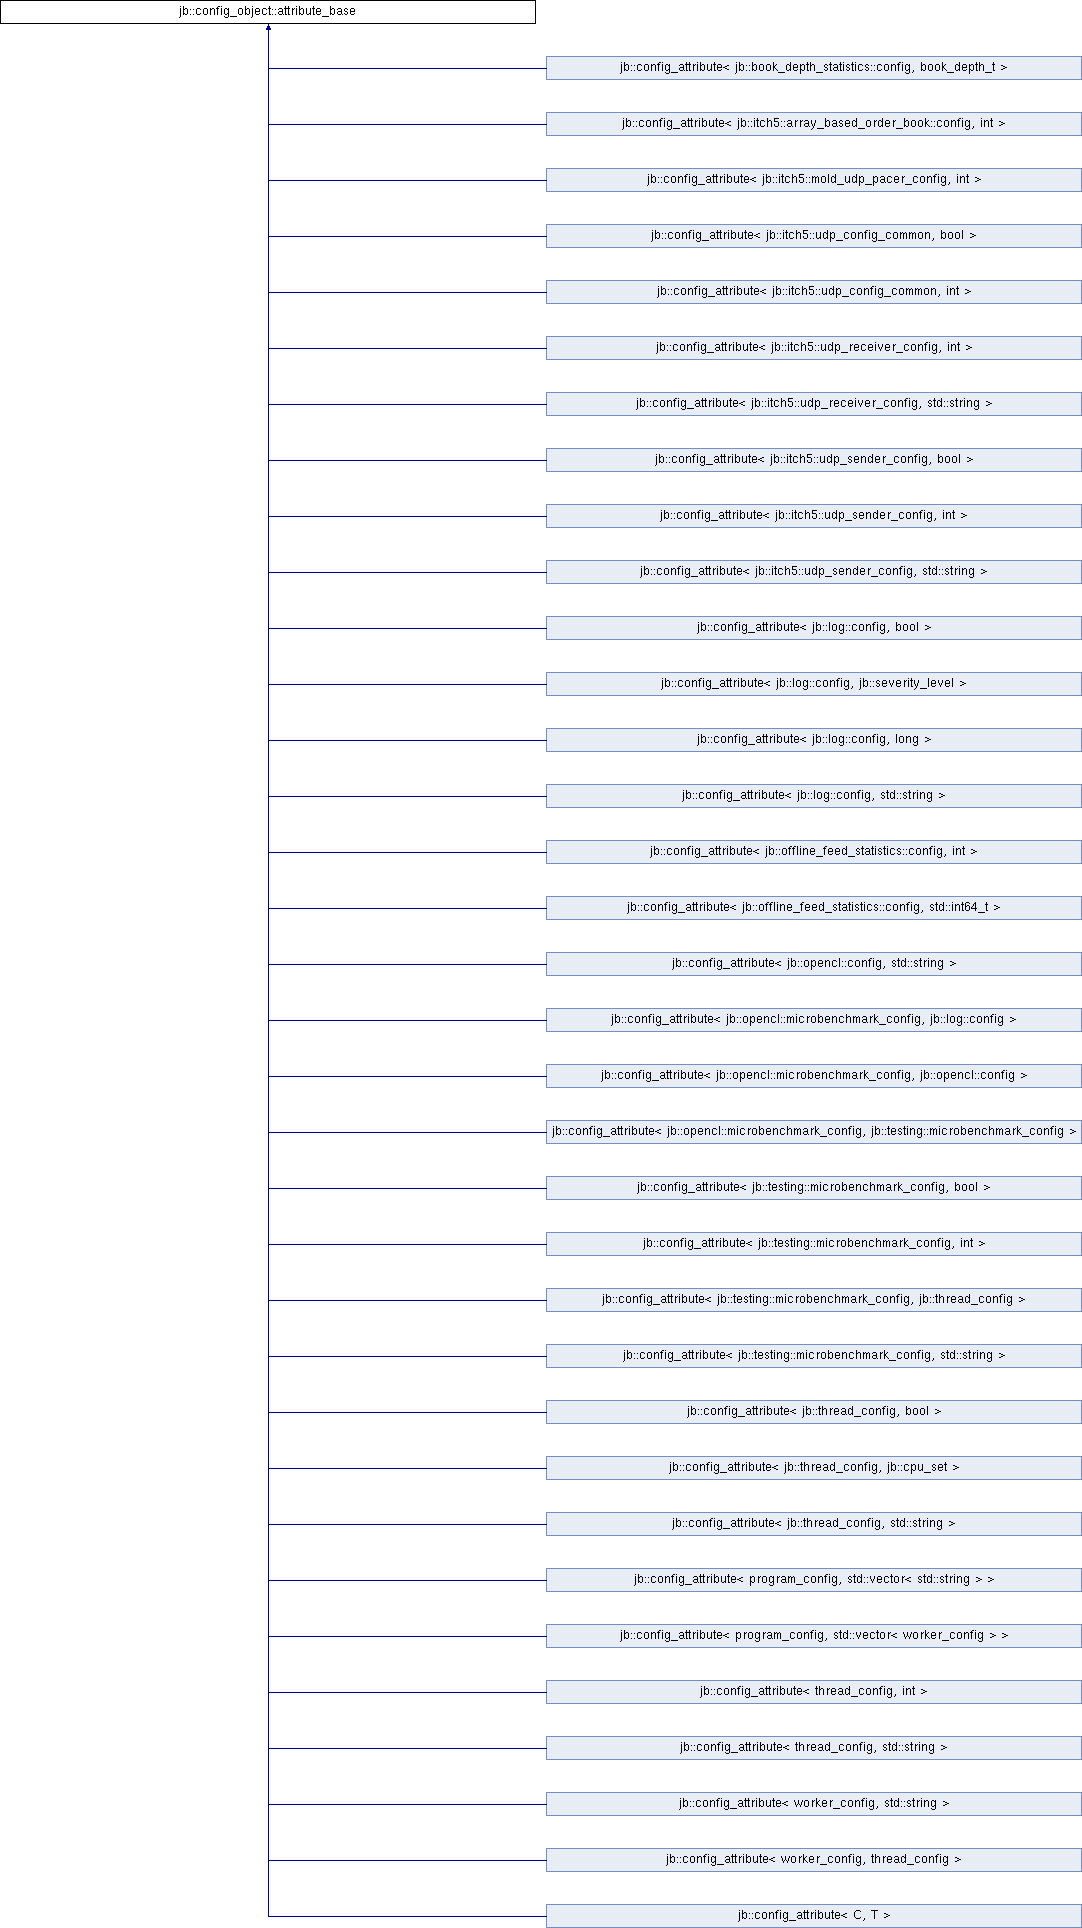 jb::config_object::attribute_base
jb::config_attribute< jb::book_depth_statistics::config, book_depth_t >
jb::config_attribute< jb::itch5::array_based_order_book::config, int >
jb::config_attribute< jb::itch5::mold_udp_pacer_config, int >
jb::config_attribute< jb::itch5::udp_config_common, bool >
jb::config_attribute< jb::itch5::udp_config_common, int >
jb::config_attribute< jb::itch5::udp_receiver_config, int >
jb::config_attribute< jb::itch5::udp_receiver_config, std::string >
jb::config_attribute< jb::itch5::udp_sender_config, bool >
jb::config_attribute< jb::itch5::udp_sender_config, int >
jb::config_attribute< jb::itch5::udp_sender_config, std::string >
jb::config_attribute< jb::log::config, bool >
jb::config_attribute< jb::log::config, jb::severity_level >
jb::config_attribute< jb::log::config, long >
jb::config_attribute< jb::log::config, std::string >
jb::config_attribute< jb::offline_feed_statistics::config, int >
jb::config_attribute< jb::offline_feed_statistics::config, std::int64_t >
jb::config_attribute< jb::opencl::config, std::string >
jb::config_attribute< jb::opencl::microbenchmark_config, jb::log::config >
jb::config_attribute< jb::opencl::microbenchmark_config, jb::opencl::config >
jb::config_attribute< jb::opencl::microbenchmark_config, jb::testing::microbenchmark_config >
jb::config_attribute< jb::testing::microbenchmark_config, bool >
jb::config_attribute< jb::testing::microbenchmark_config, int >
jb::config_attribute< jb::testing::microbenchmark_config, jb::thread_config >
jb::config_attribute< jb::testing::microbenchmark_config, std::string >
jb::config_attribute< jb::thread_config, bool >
jb::config_attribute< jb::thread_config, jb::cpu_set >
jb::config_attribute< jb::thread_config, std::string >
jb::config_attribute< program_config, std::vector< std::string > >
jb::config_attribute< program_config, std::vector< worker_config > >
jb::config_attribute< thread_config, int >
jb::config_attribute< thread_config, std::string >
jb::config_attribute< worker_config, std::string >
jb::config_attribute< worker_config, thread_config >
jb::config_attribute< C, T >